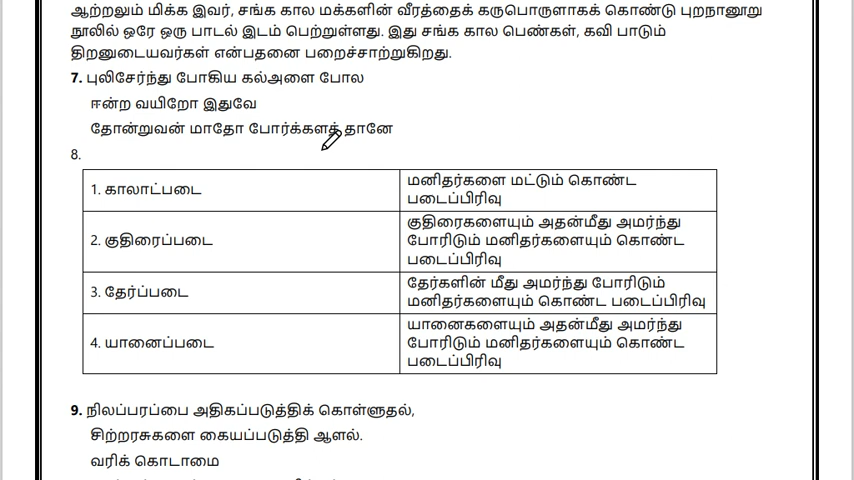 ஆற்றலும் மிக்க இவர், சங்க கால மக்களின் வீரத்தைக் கருபொருளாகக் கொண்டு புறநானூறு
நூலில் ஒரே ஒரு பாடல் இடம் பெற்றுள்ளது. இது சங்க கால பெண்கள், கவி பாடும்
திறனுடையவர்கள் என்பதனை பறைச்சாற்றுகிறது.
7. புலிசேர்ந்து போகிய கல்அளை போல
ஈன்ற வயிறோ இதுவே
தோன்றுவன் மாதோ போர்க்களத் தானே
8.
1. காலாட்படை
மனிதர்களை மட்டும் கொண்ட
படைப்பிரிவு
2. குதிரைப்படை
குதிரைகளையும் அதன்மீது அமர்ந்து
போரிடும் மனிதர்களையும் கொண்ட
படைப்பிரிவு
3. தேர்ப்படை
தேர்களின் மீது அமர்ந்து போரிடும்
மனிதர்களையும் கொண்ட படைப்பிரிவு
4. யானைப்படை
யானைகளையும் அதன்மீது அமர்ந்து
போரிடும் மனிதர்களையும் கொண்ட
படைப்பிரிவு
9. நிலப்பரப்பை அதிகப்படுத்திக் கொள்ளுதல்,
சிற்றரசுகளை கையப்படுத்தி ஆளல்.
வரிக் கொடாமை